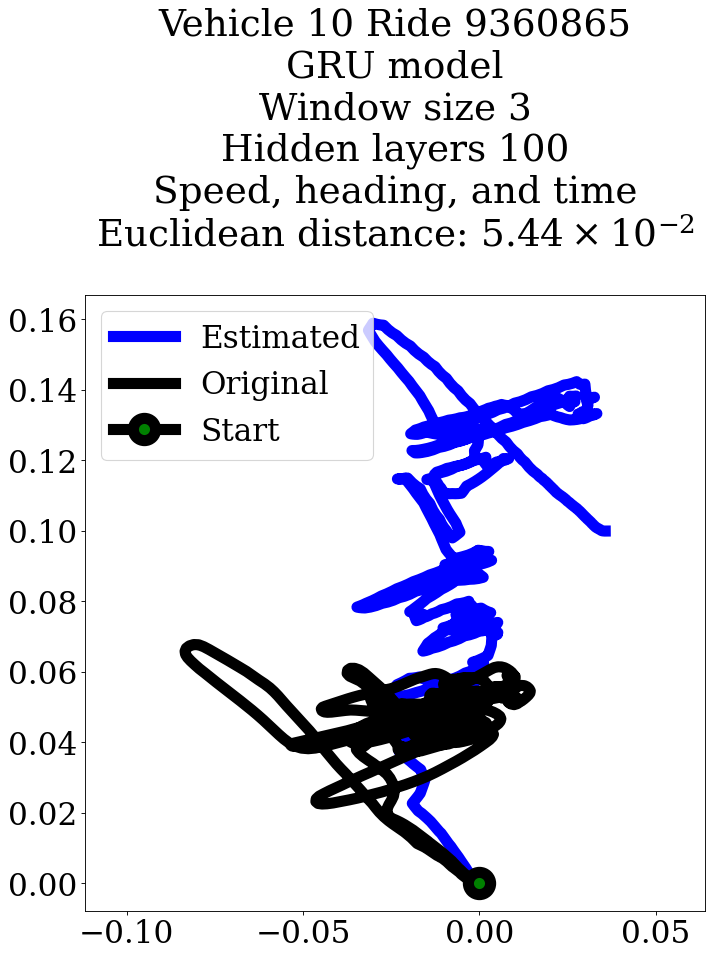 Vehicle 10 Ride 9360865
GRU model
Window size 3
Hidden layers 100
Speed, heading, and time
Euclidean distance: 5.44 × 10⁻²
Estimated
Original
Start
0.16
0.14
0.12
0.10
0.08
0.06
0.04
0.02
0.00
−0.10 −0.05 0.00 0.05